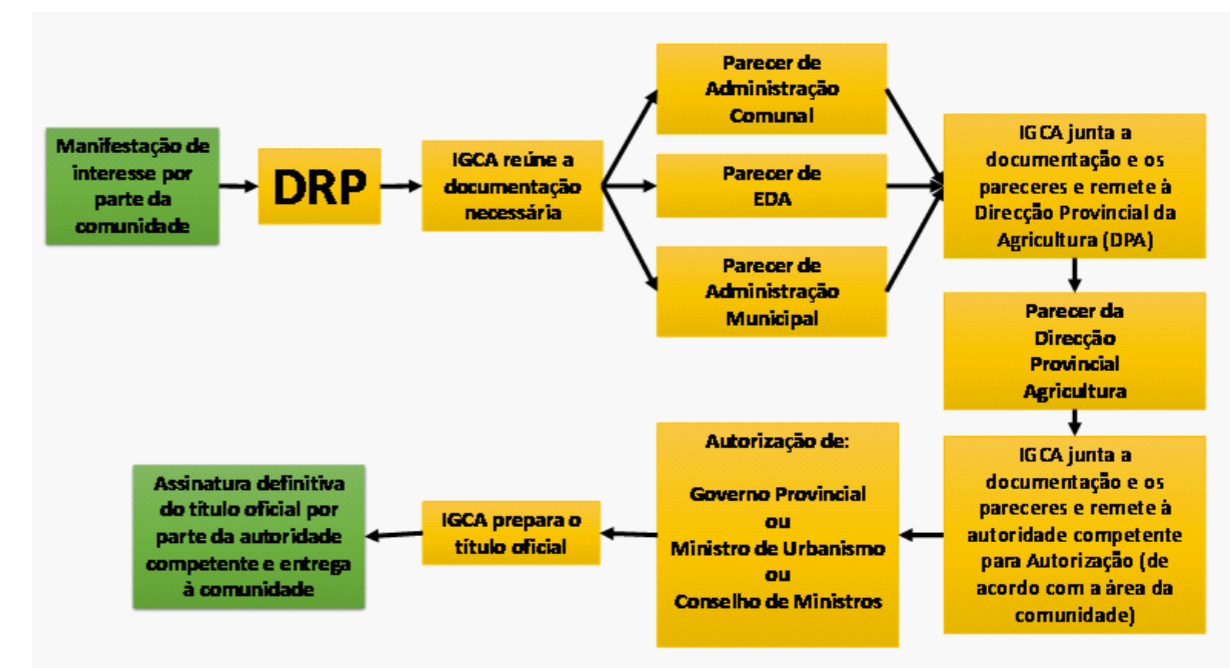 Manifestação de
interesse por
parte da
comunidade
DRP
IGCA reúne a
documentação
necessária
Parecer de
Administração
Comunal
Parecer de
EDA
Parecer de
Administração
Municipal
IGCA junta a
documentação e os
pareceres e remete à
Direcção Provincial da
Agricultura (DPA)
Parecer da
Direcção
Provincial
Agricultura
IGCA junta a
documentação e os
pareceres e remete à
autoridade competente
para Autorização (de
acordo com a área da
comunidade)
Autorização de:
Governo Provincial
ou
Ministro de Urbanismo
ou
Conselho de Ministros
IGCA prepara o
título oficial
Assinatura definitiva
do título oficial por
parte da autoridade
competente e entrega
à comunidade